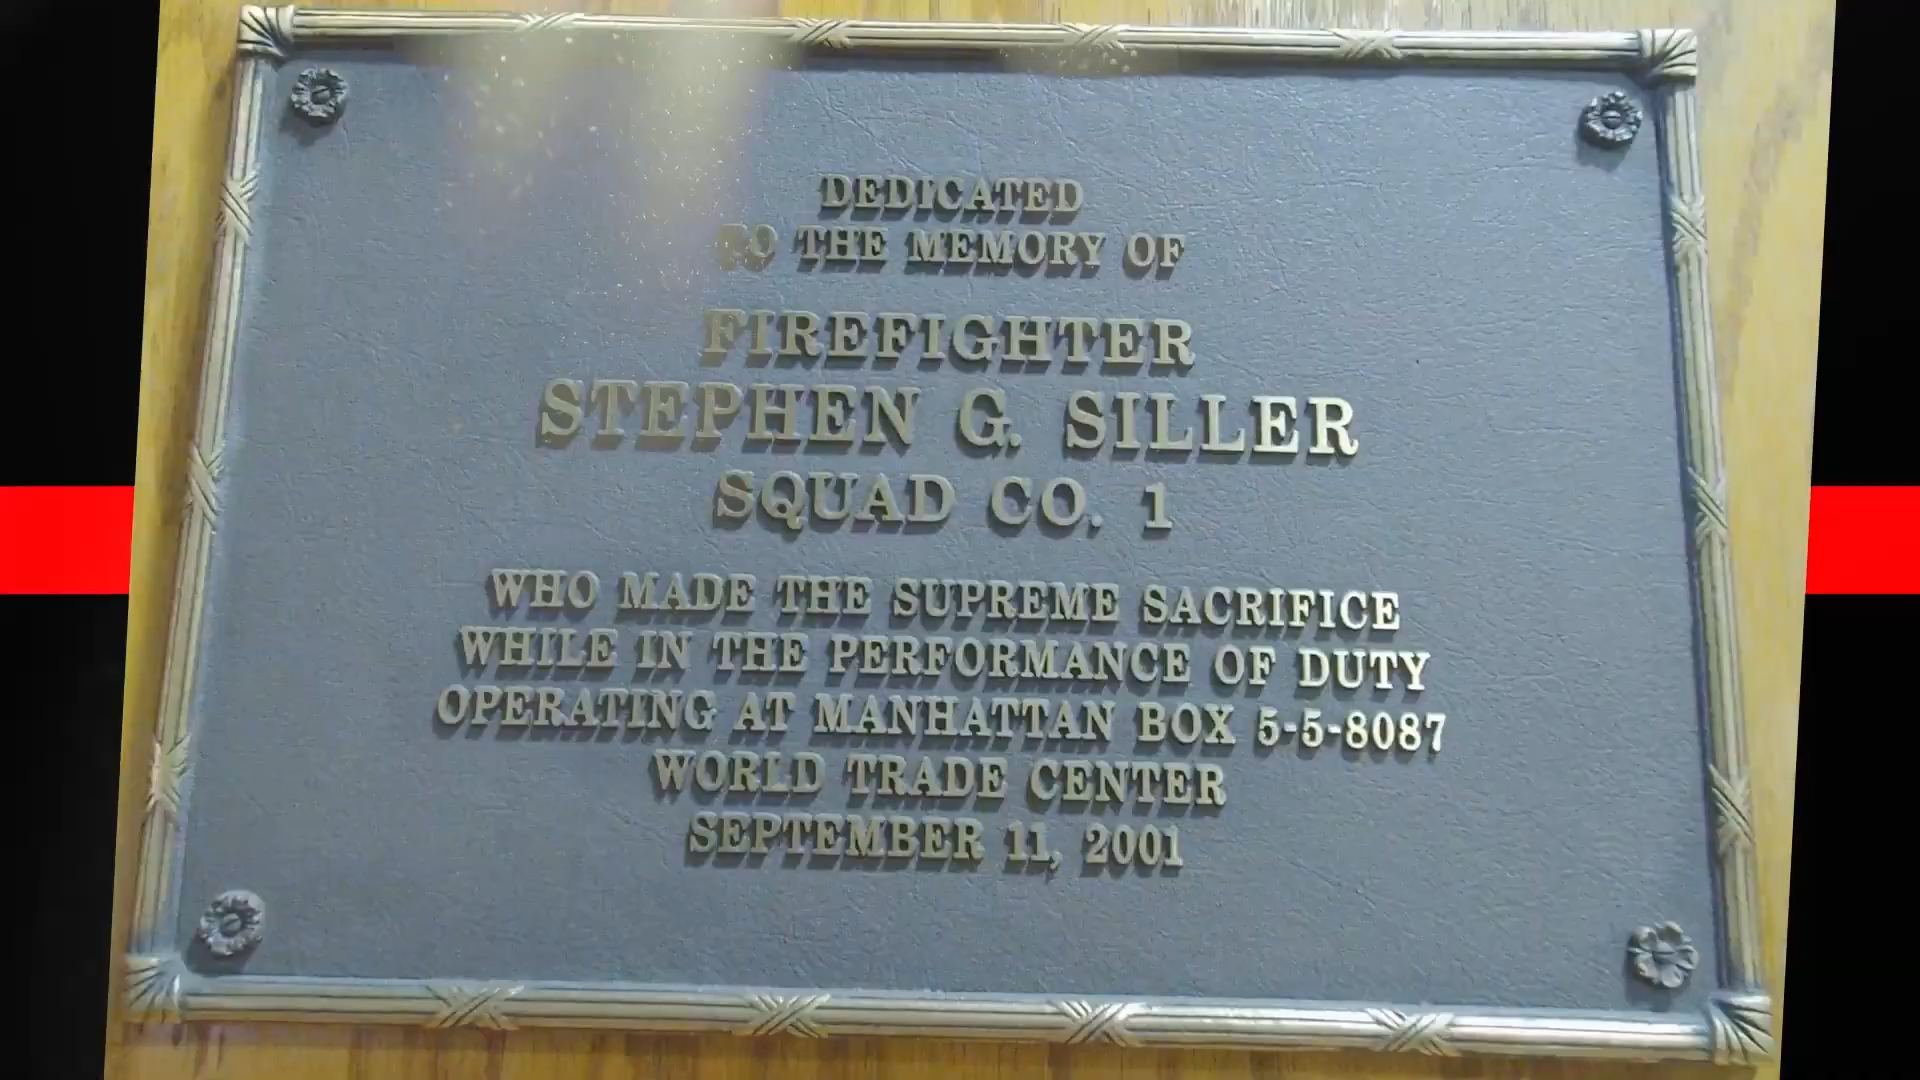 DEDICATED
TO THE MEMORY OF
FIREFIGHTER
STEPHEN G. SILLER
SQUAD CO. 1
WHO MADE THE SUPREME SACRIFICE
WHILE IN THE PERFORMANCE OF DUTY
OPERATING AT MANHATTAN BOX 5-5-8087
WORLD TRADE CENTER
SEPTEMBER 11, 2001